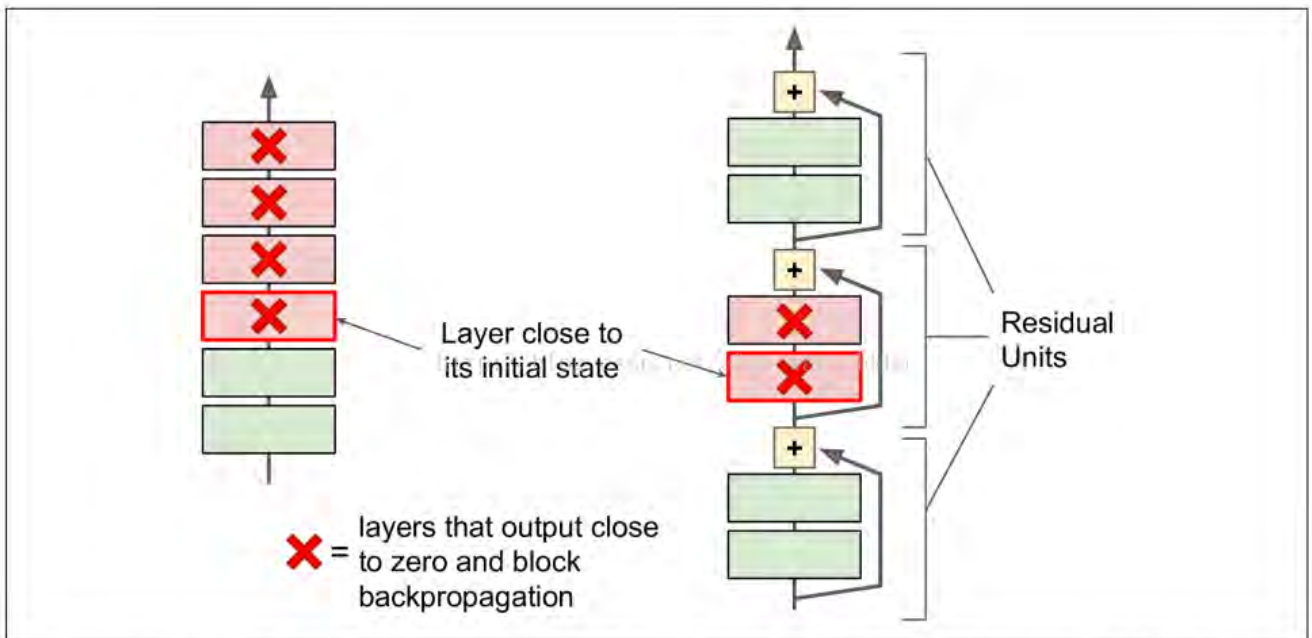 +
+
Layer close to
its initial state
Residual
Units
+
= layers that output close
to zero and block
backpropagation